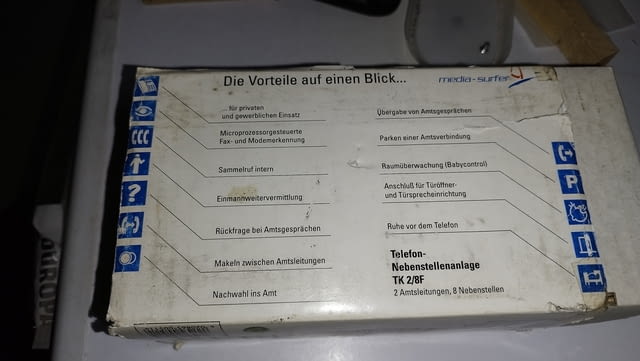 Die Vorteile auf einen Blick...
media-surfer
... für privaten
und gewerblichen Einsatz
Microprozessorgesteuerte
Fax- und Modemerkennung
Sammelruf intern
Einmannweitervermittlung
Rückfrage bei Amtsgesprächen
Makeln zwischen Amtsleitungen
Nachwahl ins Amt
Übergabe von Amtsgesprächen
Parken einer Amtsverbindung
Raumüberwachung (Babycontrol)
Anschluß für Türöffner-
und Türsprecheinrichtung
Ruhe vor dem Telefon
Telefon-
Nebenstellenanlage
TK 2/8F
2 Amtsleitungen, 8 Nebenstellen
?
P